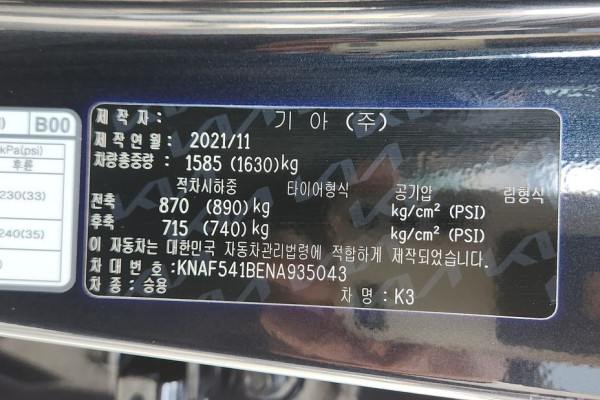 B00
kPa(psi)
후륜
230(33)
240(35)
제 작 자 : 기 아 (주)
제 작 연 월 : 2021/11
차량총중량 : 1585 (1630)kg
적차시하중 타이어형식 공기압 림형식
전축 870 (890)kg kg/cm² (PSI)
후축 715 (740)kg kg/cm² (PSI)
이 자동차는 대한민국 자동차관리법령에 적합하게 제작되었습니다.
차 대 번 호 : KNAF541BENA935043
차 종 : 승용
차 명 : K3